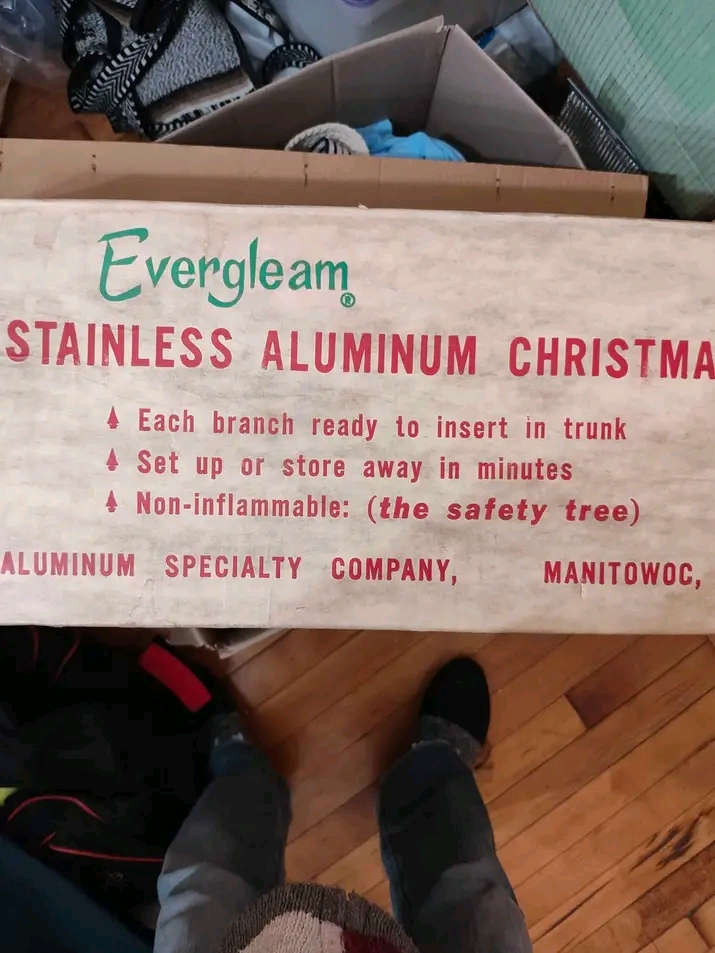 Evergleam®
STAINLESS ALUMINUM CHRISTMA
Each branch ready to insert in trunk
Set up or store away in minutes
Non-inflammable: (the safety tree)
ALUMINUM SPECIALTY COMPANY, MANITOWOC,